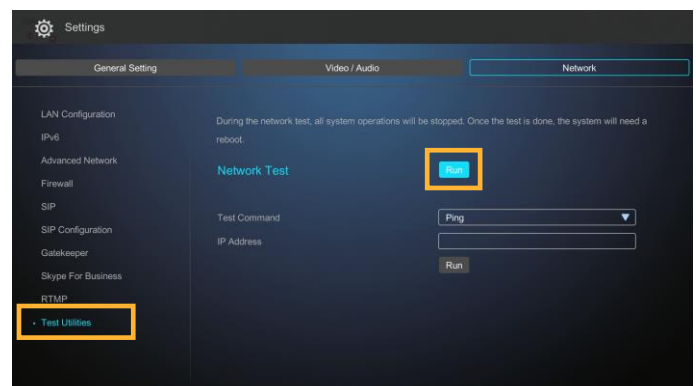 Settings
General Setting
Video / Audio
Network
LAN Configuration
IPv6
Advanced Network
Firewall
SIP
SIP Configuration
Gatekeeper
Skype For Business
RTMP
• Test Utilities
During the network test, all system operations will be stopped. Once the test is done, the system will need a
reboot.
Network Test
Run
Test Command
Ping
IP Address
Run